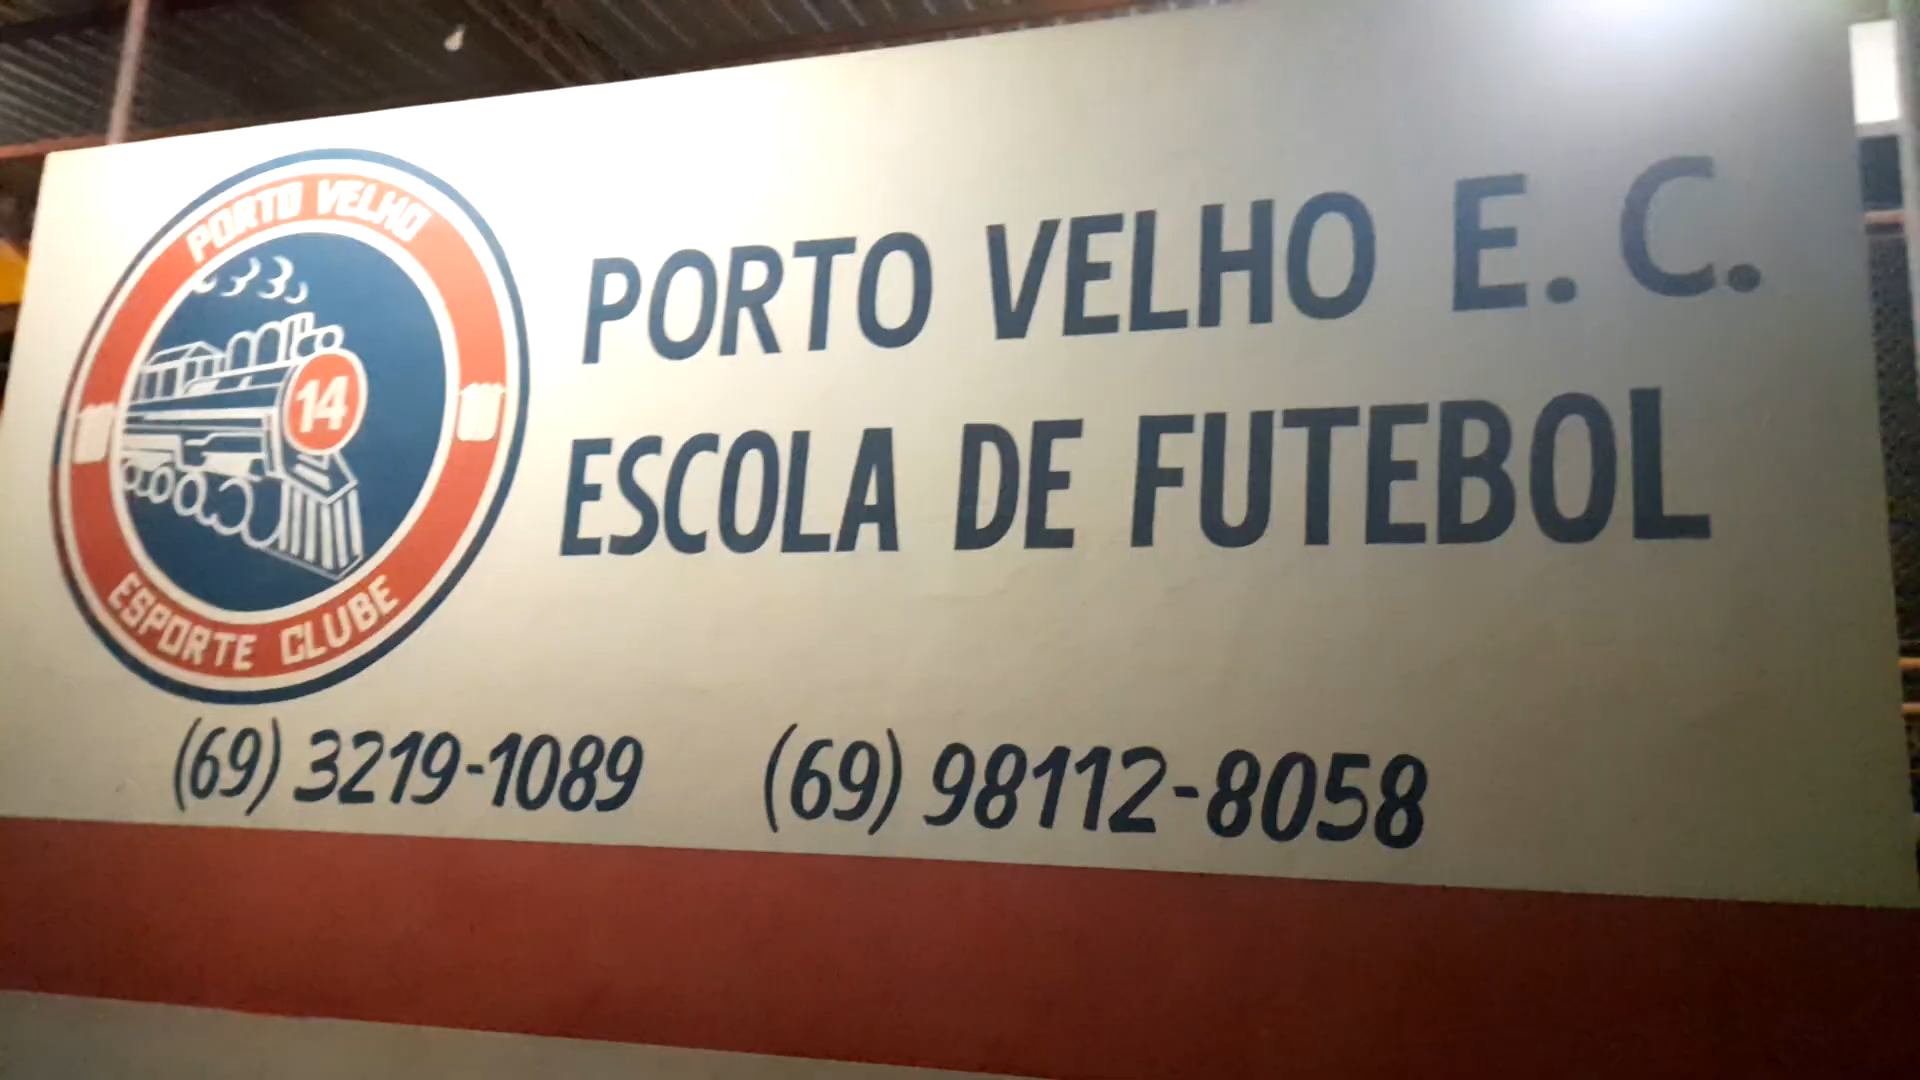 PORTO VELHO
14
ESPORTE CLUBE
PORTO VELHO E. C.
ESCOLA DE FUTEBOL
(69) 3219-1089 (69) 98112-8058